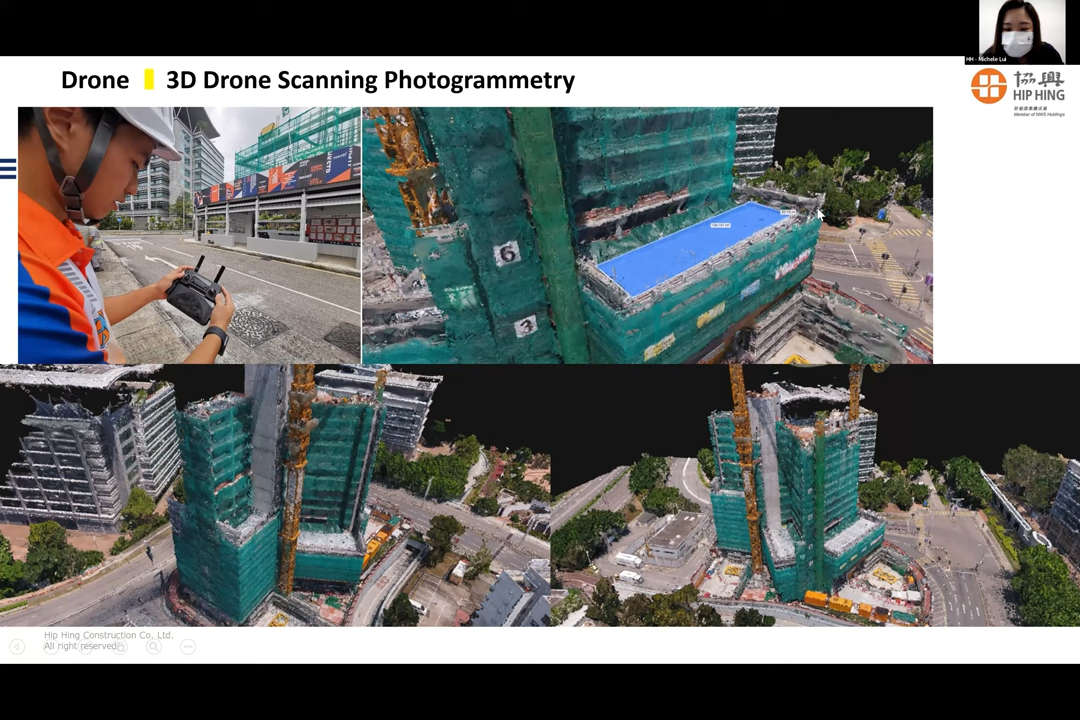 HH - Michele Lui
Drone
3D Drone Scanning Photogrammetry
協興
HIP HING
Member of NWS Holdings
6
3
Hip Hing Construction Co., Ltd.
All right reserved